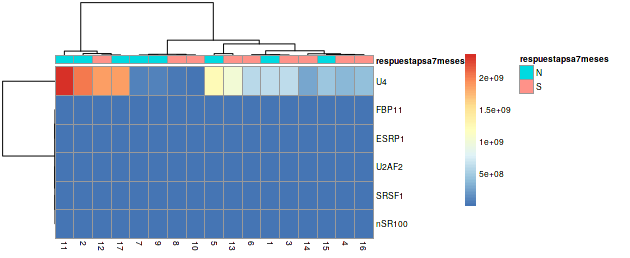 respuestapsa7meses
respuestapsa7meses
N
S
U4
FBP11
ESRP1
U2AF2
SRSF1
nSR100
2e+09
1.5e+09
1e+09
5e+08
11 2 12 17 7 9 8 10 5 13 6 1 3 14 15 4 16